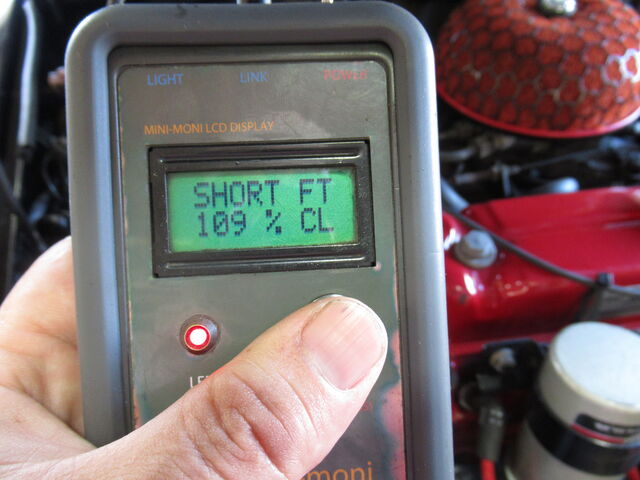 LIGHT LINK POWER
MINI-MONI LCD DISPLAY
SHORT FT
109 % CL
moni